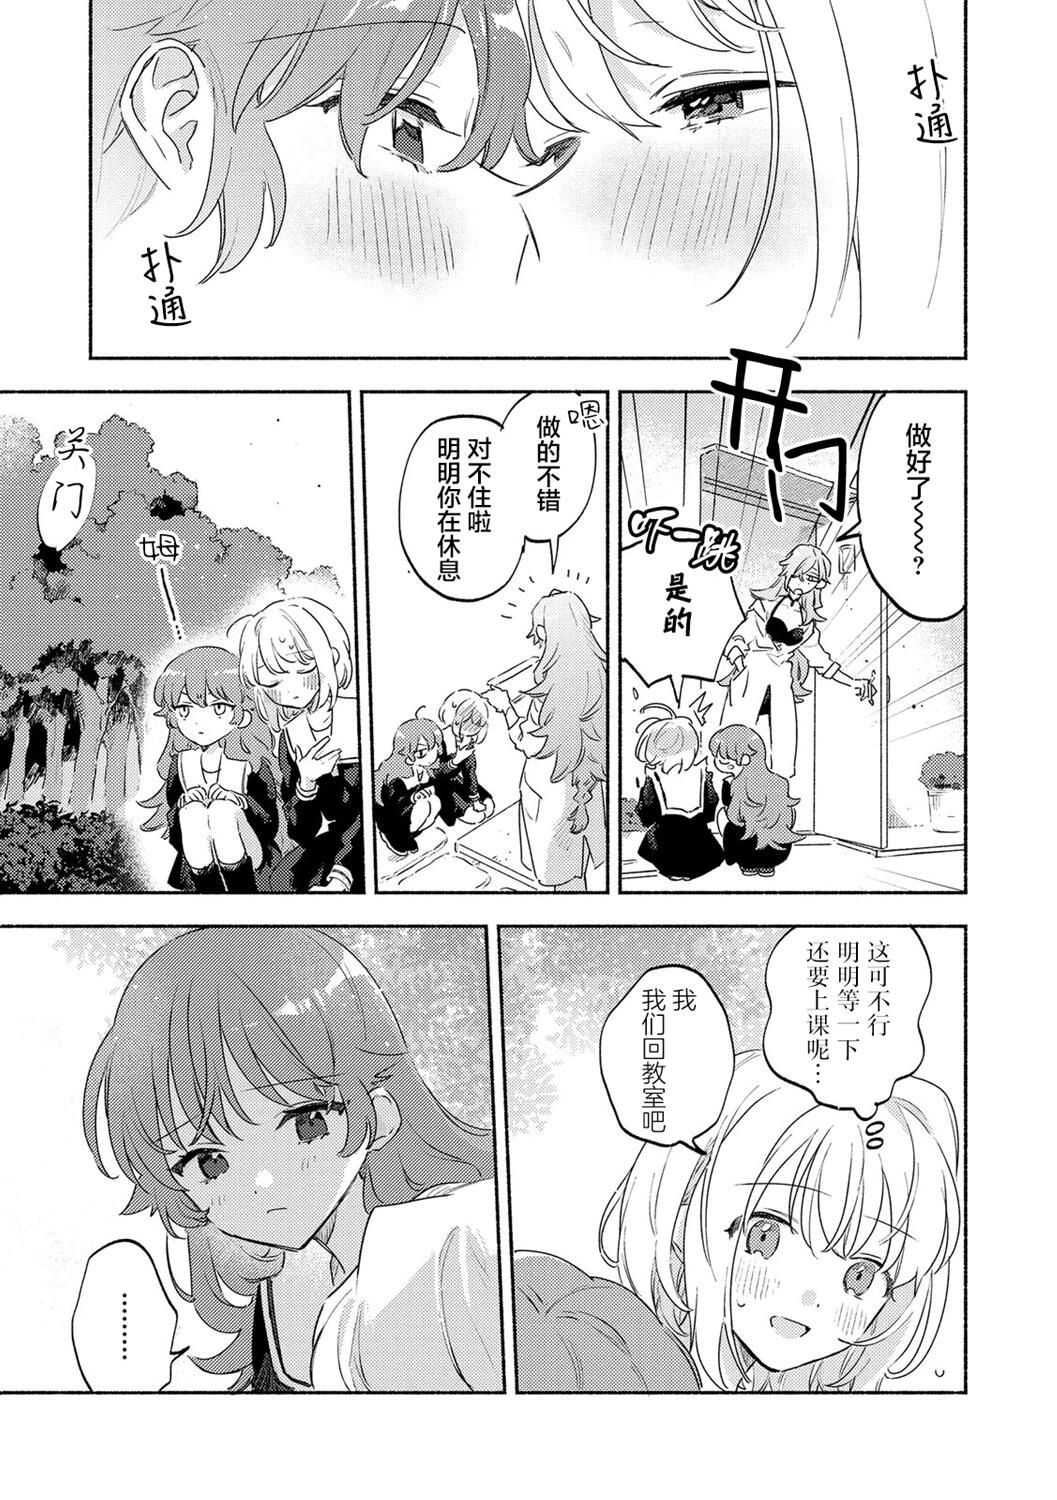 扑通
扑通
开门
做好了~~~~~?
吓一跳
是的
嗯
做的不错
对不住啦
明明你在休息
关门
姆
一…
这可不行
明明等一下
还要上课呢…
我
我们回教室吧
………